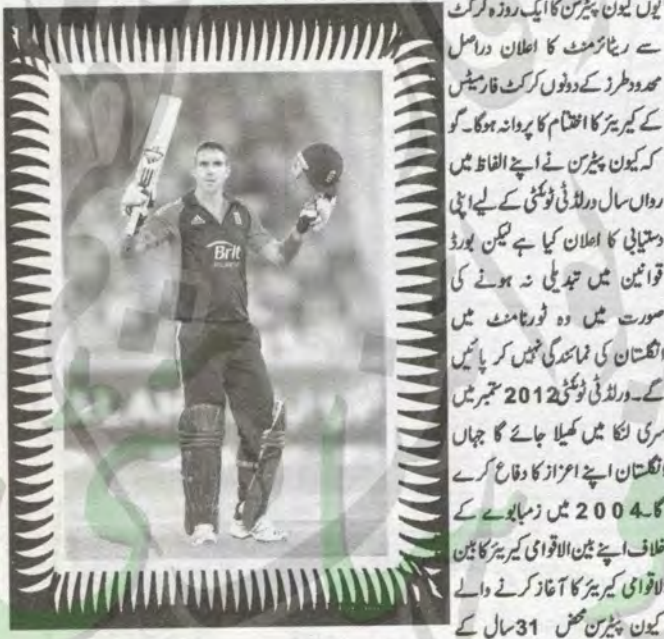 یوں کیون پیٹرسن کا ایک روزہ کرکٹ
سے ریٹائرمنٹ کا اعلان دراصل
محدود طرز کے دونوں کرکٹ فارمیٹس
کے کیریئر کا اختتام کا پروانہ ہوگا۔ گو
کہ کیون پیٹرسن نے اپنے الفاظ میں
رواں سال ورلڈ ٹی ٹوئنٹی کے لیے اپنی
دستیابی کا اعلان کیا ہے لیکن بورڈ
قوانین میں تبدیلی نہ ہونے کی
صورت میں وہ ٹورنامنٹ میں
انگلستان کی نمائندگی نہیں کر پائیں
گے۔ ورلڈ ٹی ٹوئنٹی 2012 ستمبر میں
سری لنکا میں کھیلا جائے گا جہاں
انگلستان اپنے اعزاز کا دفاع کرے
گا۔ 2004 میں زمبابوے کے
خلاف اپنے بین الاقوامی کیریئر کا بین
لاقوامی کیریئر کا آغاز کرنے والے
کیون پیٹرسن محض 31 سال کے
Brit